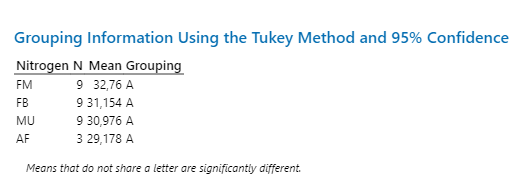 Grouping Information Using the Tukey Method and 95% Confidence
Nitrogen N Mean Grouping
FM 9 32,76 A
FB 9 31,154 A
MU 9 30,976 A
AF 3 29,178 A
Means that do not share a letter are significantly different.